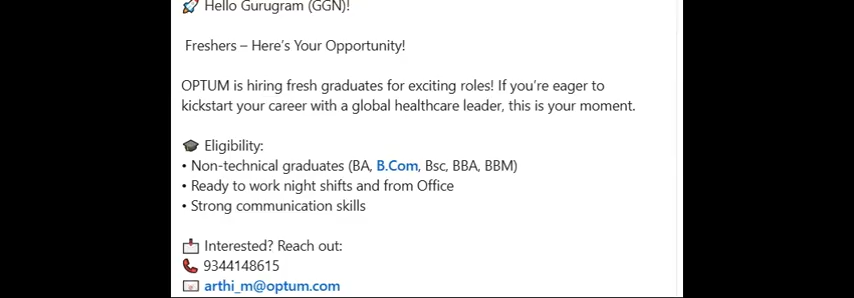 🚀 Hello Gurugram (GGN)!
Freshers – Here's Your Opportunity!
OPTUM is hiring fresh graduates for exciting roles! If you're eager to
kickstart your career with a global healthcare leader, this is your moment.
🎓 Eligibility:
• Non-technical graduates (BA, B.Com, Bsc, BBA, BBM)
• Ready to work night shifts and from Office
• Strong communication skills
📩 Interested? Reach out:
📞 9344148615
📧 arthi_m@optum.com